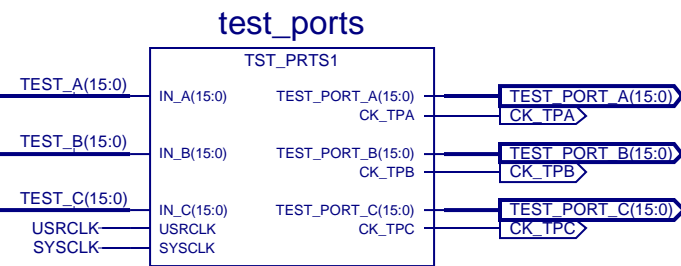 test_ports
TST_PRTS1
TEST_A(15:0) IN_A(15:0) TEST_PORT_A(15:0) TEST_PORT_A(15:0)
CK_TPA CK_TPA
TEST_B(15:0) IN_B(15:0) TEST_PORT_B(15:0) TEST_PORT_B(15:0)
CK_TPB CK_TPB
TEST_C(15:0) IN_C(15:0) TEST_PORT_C(15:0) TEST_PORT_C(15:0)
USRCLK USRCLK CK_TPC CK_TPC
SYSCLK SYSCLK